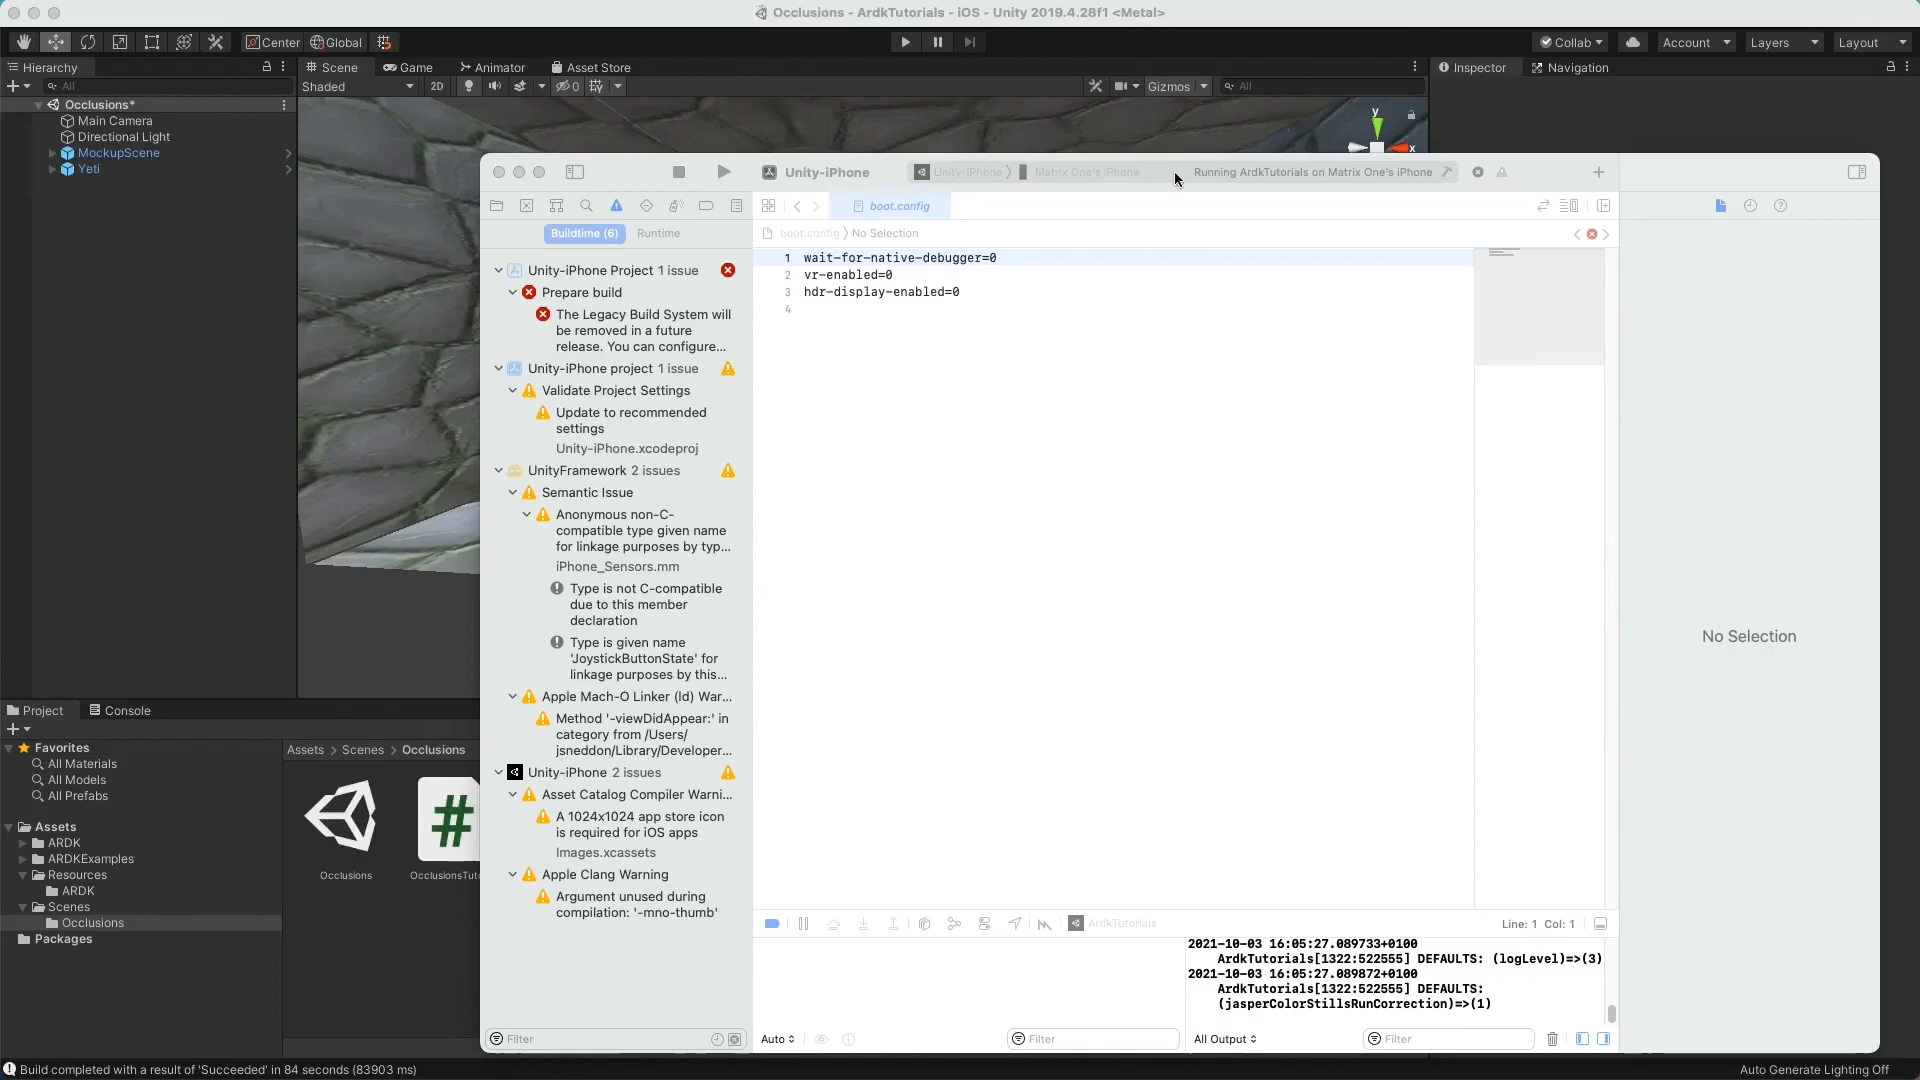 Occlusions - ArdkTutorials - iOS - Unity 2019.4.28f1 <Metal>
Center
Global
Collab
Account
Layers
Layout
Hierarchy
Scene
Game
Animator
Asset Store
Inspector
Navigation
All
Shaded
2D
0
Gizmos
All
Occlusions*
Main Camera
Directional Light
MockupScene
Yeti
y
x
Unity-iPhone
Unity-iPhone 〉 Matrix One's iPhone
Running ArdkTutorials on Matrix One's iPhone
boot.config
Buildtime (6)
Runtime
boot.config 〉 No Selection
1 wait-for-native-debugger=0
2 vr-enabled=0
3 hdr-display-enabled=0
4
Unity-iPhone Project 1 issue
Prepare build
The Legacy Build System will
be removed in a future
release. You can configure...
Unity-iPhone project 1 issue
Validate Project Settings
Update to recommended
settings
Unity-iPhone.xcodeproj
UnityFramework 2 issues
Semantic Issue
Anonymous non-C-
compatible type given name
for linkage purposes by typ...
iPhone_Sensors.mm
Type is not C-compatible
due to this member
declaration
Type is given name
'JoystickButtonState' for
linkage purposes by this...
Apple Mach-O Linker (ld) War...
Method '-viewDidAppear:' in
category from /Users/
jsneddon/Library/Developer...
Unity-iPhone 2 issues
Asset Catalog Compiler Warni...
A 1024x1024 app store icon
is required for iOS apps
Images.xcassets
Apple Clang Warning
Argument unused during
compilation: '-mno-thumb'
Filter
No Selection
ArdkTutorials
Line: 1 Col: 1
2021-10-03 16:05:27.089733+0100
ArdkTutorials[1322:522555] DEFAULTS: (logLevel)=>(3)
2021-10-03 16:05:27.089872+0100
ArdkTutorials[1322:522555] DEFAULTS:
(jasperColorStillsRunCorrection)=>(1)
Auto
Filter
All Output
Filter
Project
Console
Favorites
All Materials
All Models
All Prefabs
Assets
ARDK
ARDKExamples
Resources
ARDK
Scenes
Occlusions
Packages
Assets > Scenes > Occlusions
#
Occlusions
OcclusionsTut
Build completed with a result of 'Succeeded' in 84 seconds (83903 ms)
Auto Generate Lighting Off